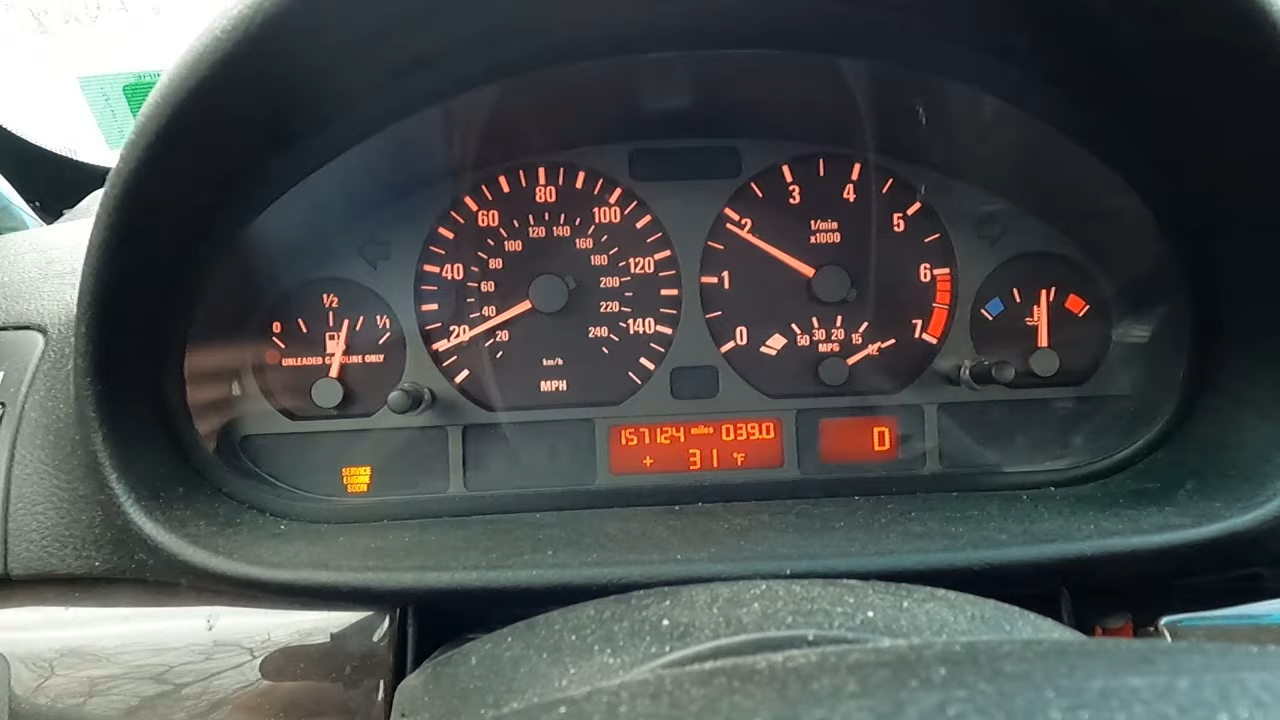 0
1/2
1/1
UNLEADED GASOLINE ONLY
20
40
60
80
100
120
140
20
40
60
80
100
120
140
160
180
200
220
240
km/h
MPH
0
1
2
3
4
5
6
7
1/min
x1000
50
30
20
15
12
MPG
SERVICE
ENGINE
SOON
157124 miles 039.0
+ 31 °F
D